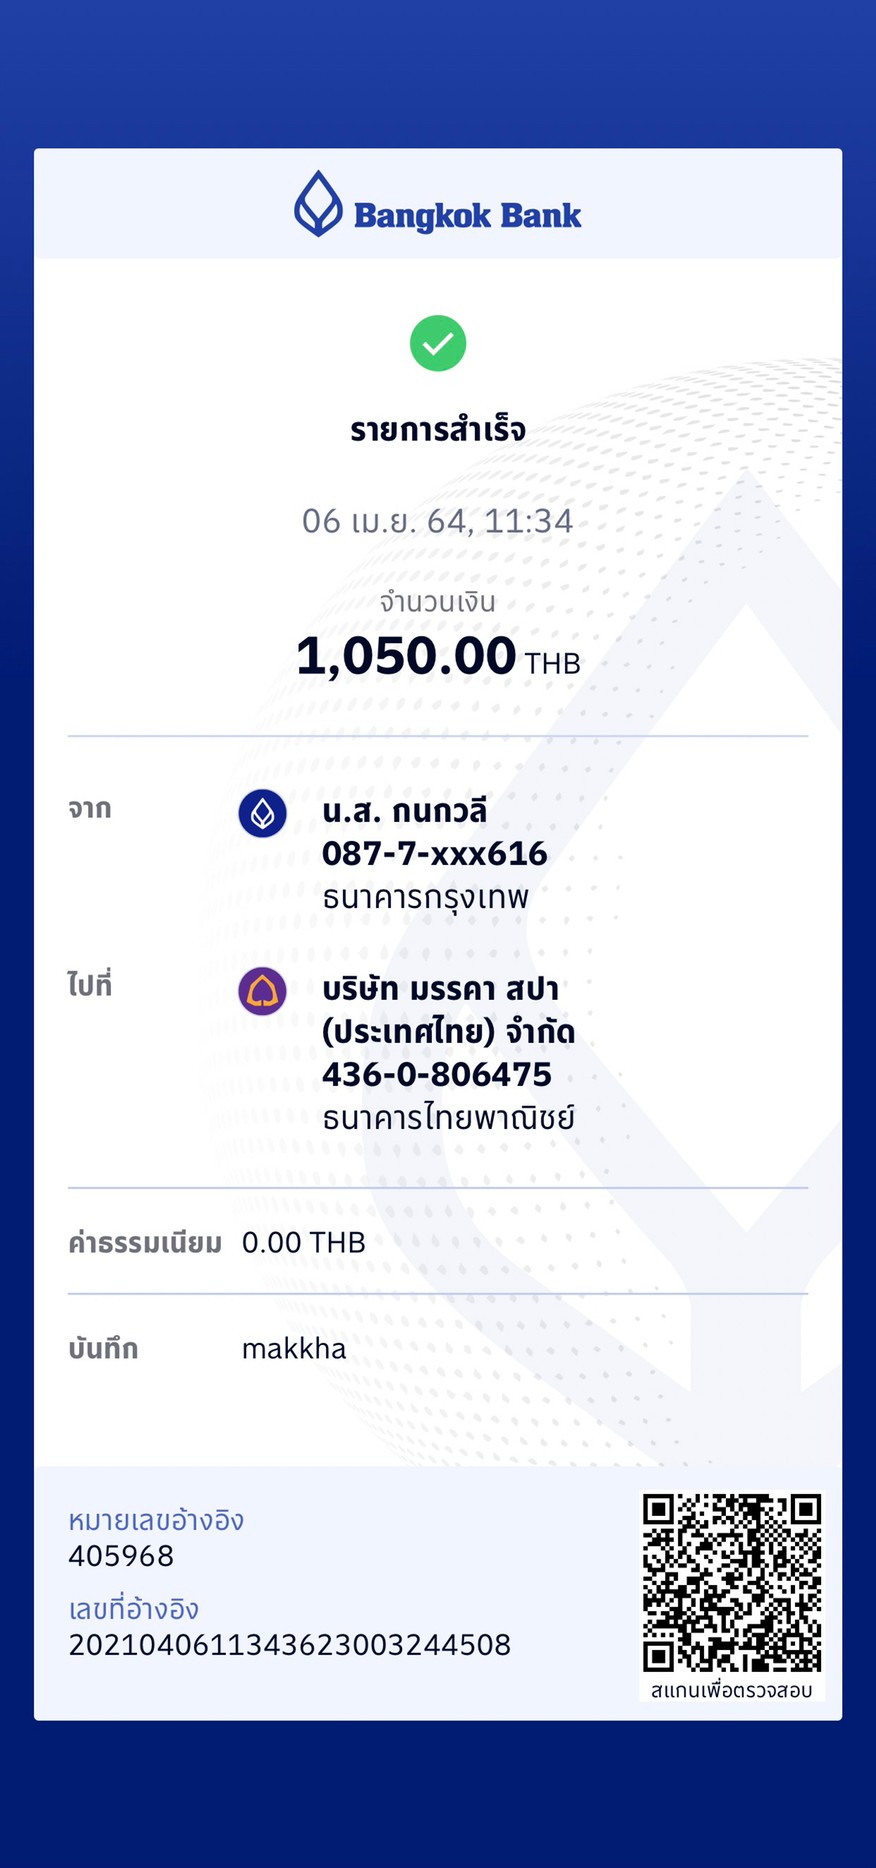 Bangkok Bank
รายการสำเร็จ
06 เม.ย. 64, 11:34
จำนวนเงิน
1,050.00 THB
จาก
น.ส. กนกวลี
087-7-xxx616
ธนาคารกรุงเทพ
ไปที่
บริษัท มรรคา สปา
(ประเทศไทย) จำกัด
436-0-806475
ธนาคารไทยพาณิชย์
ค่าธรรมเนียม 0.00 THB
บันทึก makkha
หมายเลขอ้างอิง
405968
เลขที่อ้างอิง
2021040611343623003244508
สแกนเพื่อตรวจสอบ